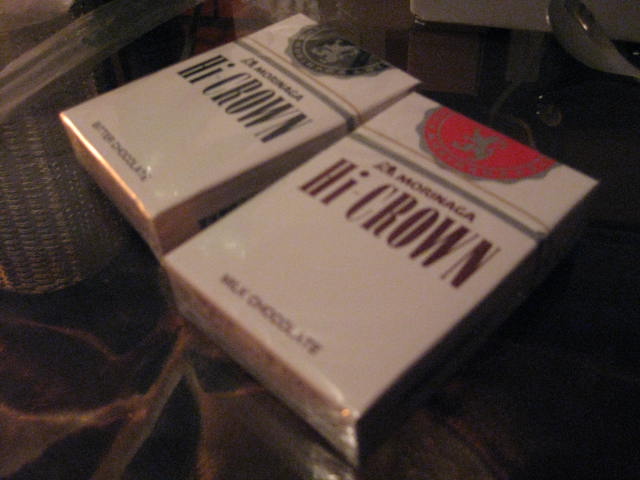 MORINAGA
Hi-CROWN
BITTER CHOCOLATE
MORINAGA
Hi-CROWN
MILK CHOCOLATE